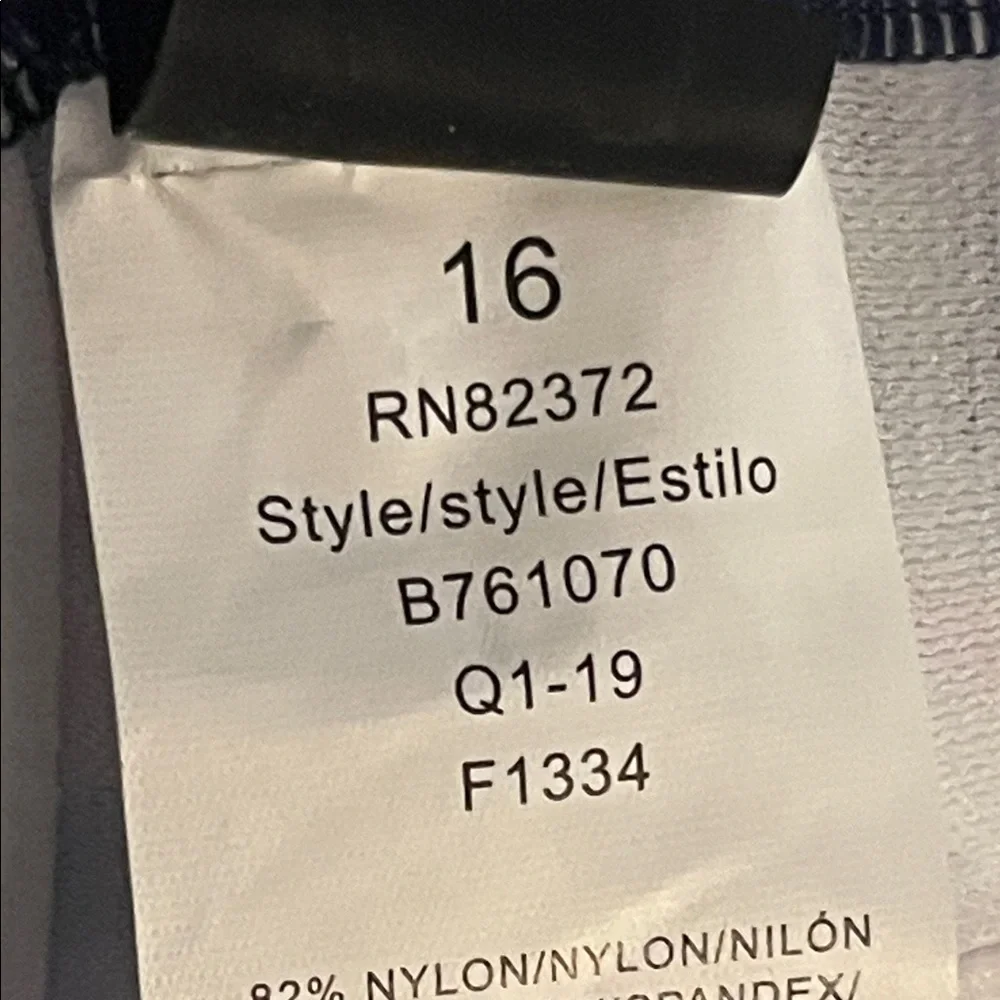 16
RN82372
Style/style/Estilo
B761070
Q1-19
F1334
82% NYLON/NYLON/NILÓN